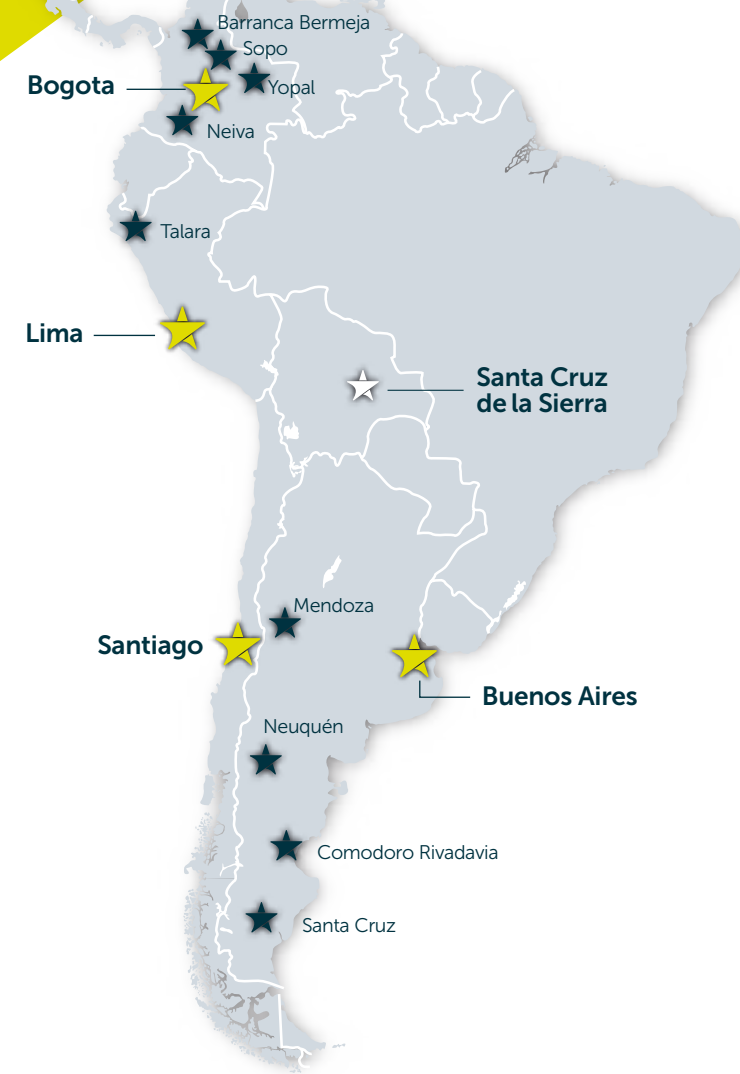 Barranca Bermeja
Sopo
Bogota
Yopal
Neiva
Talara
Lima
Santa Cruz
de la Sierra
Mendoza
Santiago
Buenos Aires
Neuquén
Comodoro Rivadavia
Santa Cruz